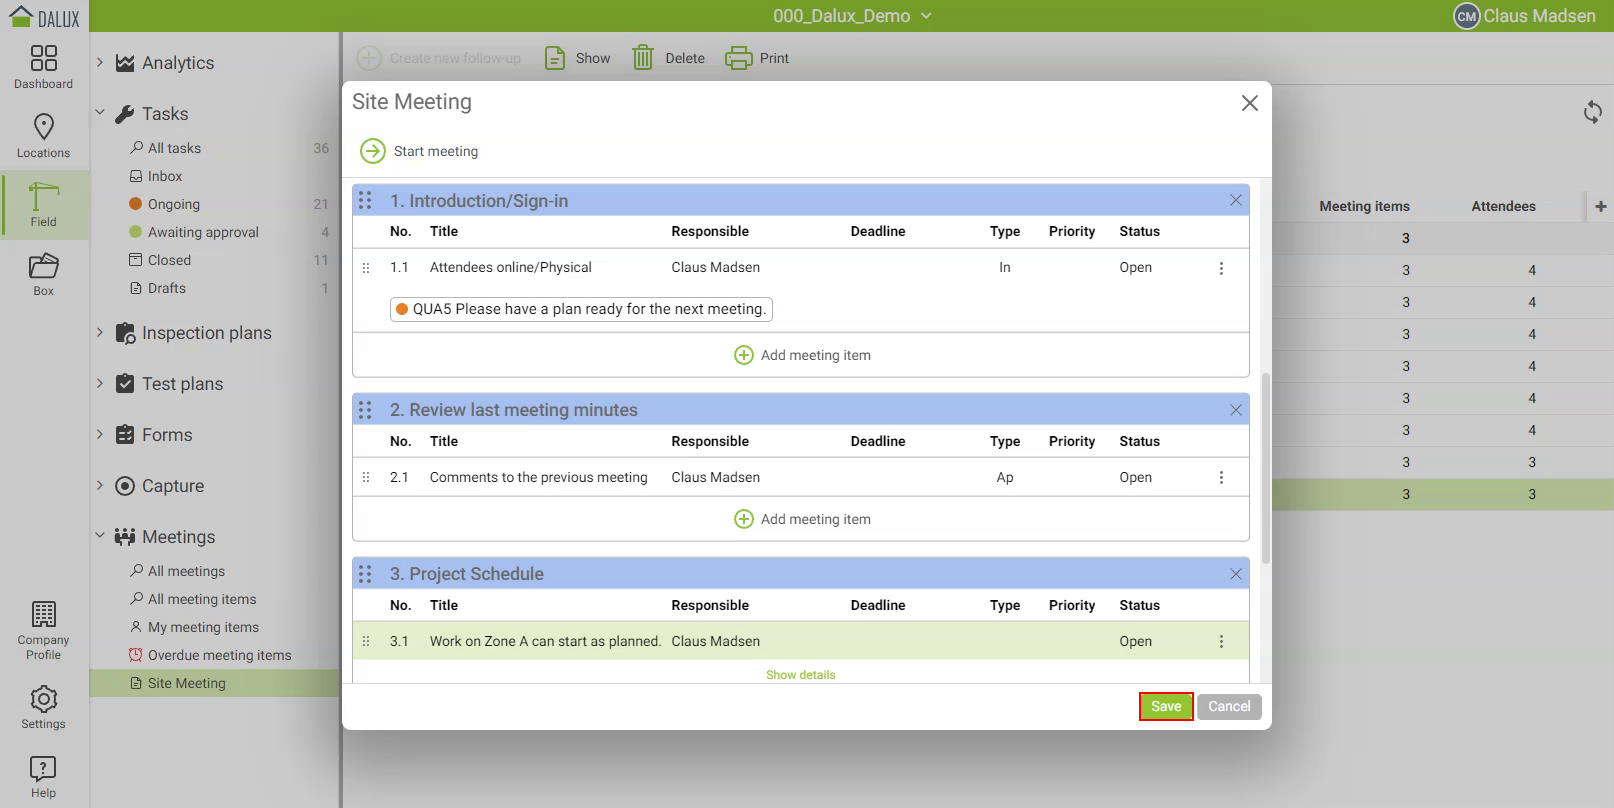 DALUX
000_Dalux_Demo
CM Claus Madsen
Dashboard
Locations
Field
Box
Company
Profile
Settings
Help
Analytics
Tasks
All tasks 36
Inbox
Ongoing 21
Awaiting approval 4
Closed 11
Drafts 1
Inspection plans
Test plans
Forms
Capture
Meetings
All meetings
All meeting items
My meeting items
Overdue meeting items
Site Meeting
Create new follow-up Show Delete Print
Site Meeting
Start meeting
1. Introduction/Sign-in
No. Title Responsible Deadline Type Priority Status
1.1 Attendees online/Physical Claus Madsen In Open
QUA5 Please have a plan ready for the next meeting.
Add meeting item
2. Review last meeting minutes
No. Title Responsible Deadline Type Priority Status
2.1 Comments to the previous meeting Claus Madsen Ap Open
Add meeting item
3. Project Schedule
No. Title Responsible Deadline Type Priority Status
3.1 Work on Zone A can start as planned. Claus Madsen Open
Show details
Save Cancel
Meeting items Attendees
3
3 4
3 4
3 4
3 4
3 4
3 4
3 3
3 3